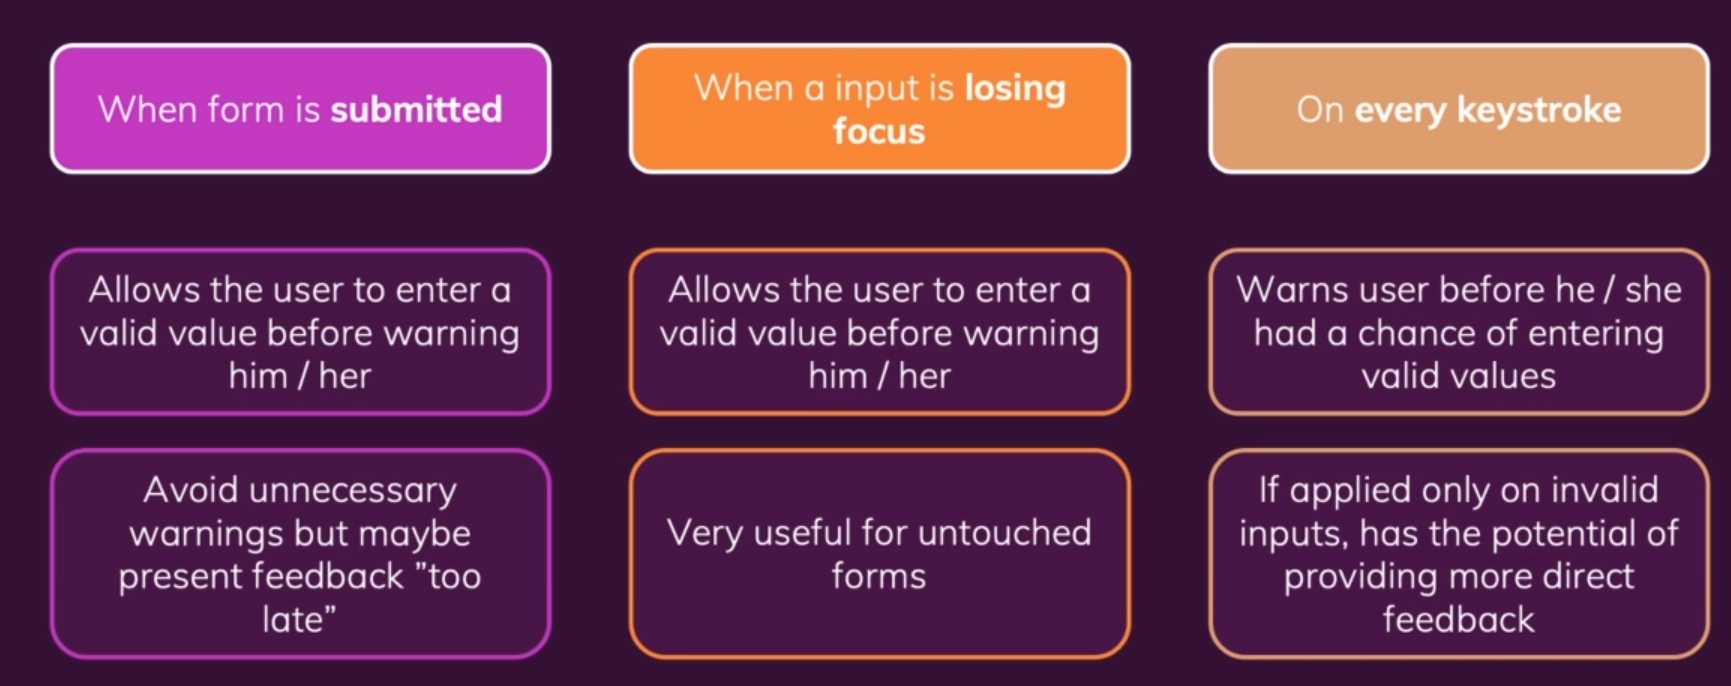 When form is submitted
When a input is losing
focus
On every keystroke
Allows the user to enter a
valid value before warning
him / her
Allows the user to enter a
valid value before warning
him / her
Warns user before he / she
had a chance of entering
valid values
Avoid unnecessary
warnings but maybe
present feedback ”too
late”
Very useful for untouched
forms
If applied only on invalid
inputs, has the potential of
providing more direct
feedback